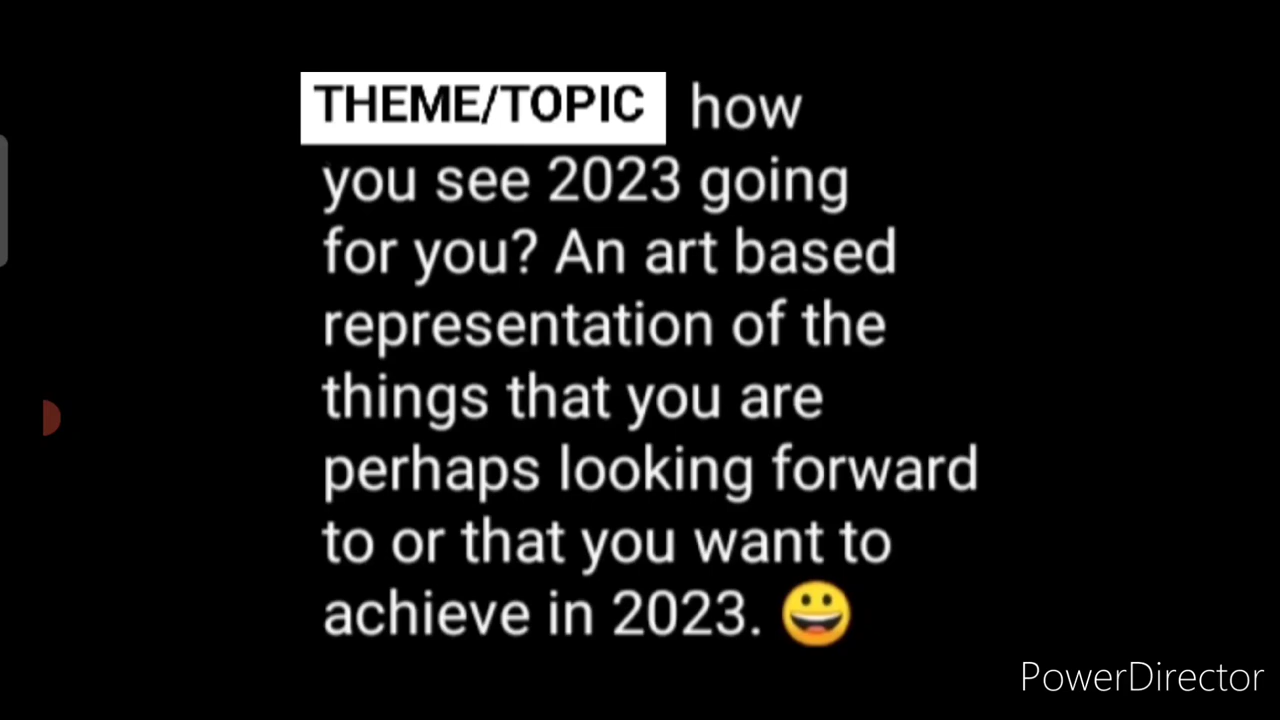 THEME/TOPIC how
you see 2023 going
for you? An art based
representation of the
things that you are
perhaps looking forward
to or that you want to
achieve in 2023. 😀
PowerDirector